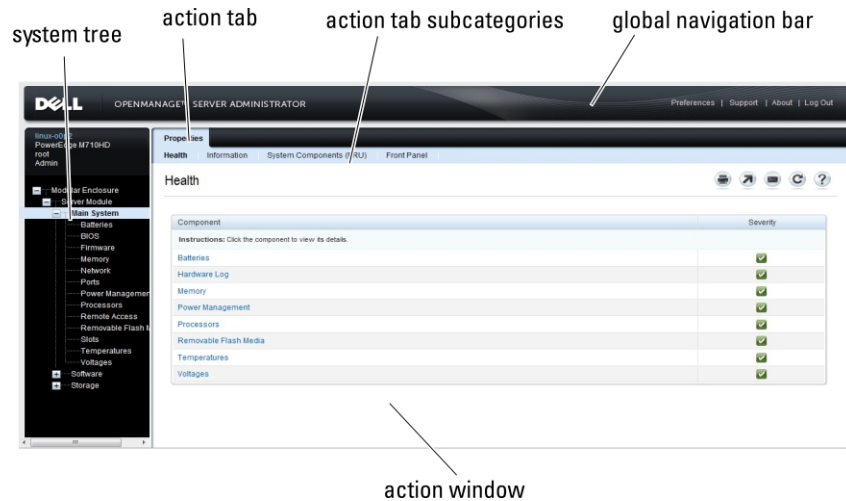 system tree
action tab
action tab subcategories
global navigation bar
DELL
OPENMANAGE™ SERVER ADMINISTRATOR
Preferences | Support | About | Log Out
PowerEdge M710HD
root
Admin
Properties
Health Information System Components (FRU) Front Panel
Modular Enclosure
Server Module
Main System
Batteries
BIOS
Firmware
Memory
Network
Ports
Power Managemen
Processors
Remote Access
Removable Flash M
Slots
Temperatures
Voltages
Software
Storage
Health
Component Severity
Instructions: Click the component to view its details.
Batteries
Hardware Log
Memory
Power Management
Processors
Removable Flash Media
Temperatures
Voltages
action window